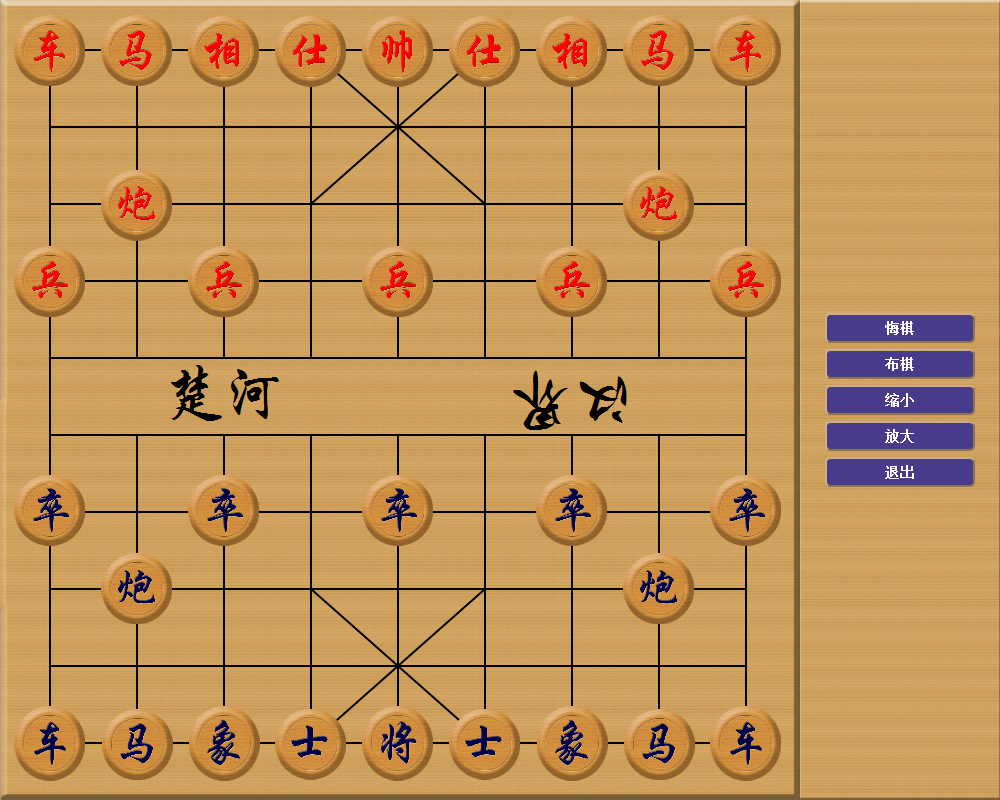 车 马 相 仕 帅 仕 相 马 车
炮 炮
兵 兵 兵 兵 兵
楚河 汉界
卒 卒 卒 卒 卒
炮 炮
车 马 象 士 将 士 象 马 车
悔棋
布棋
缩小
放大
退出